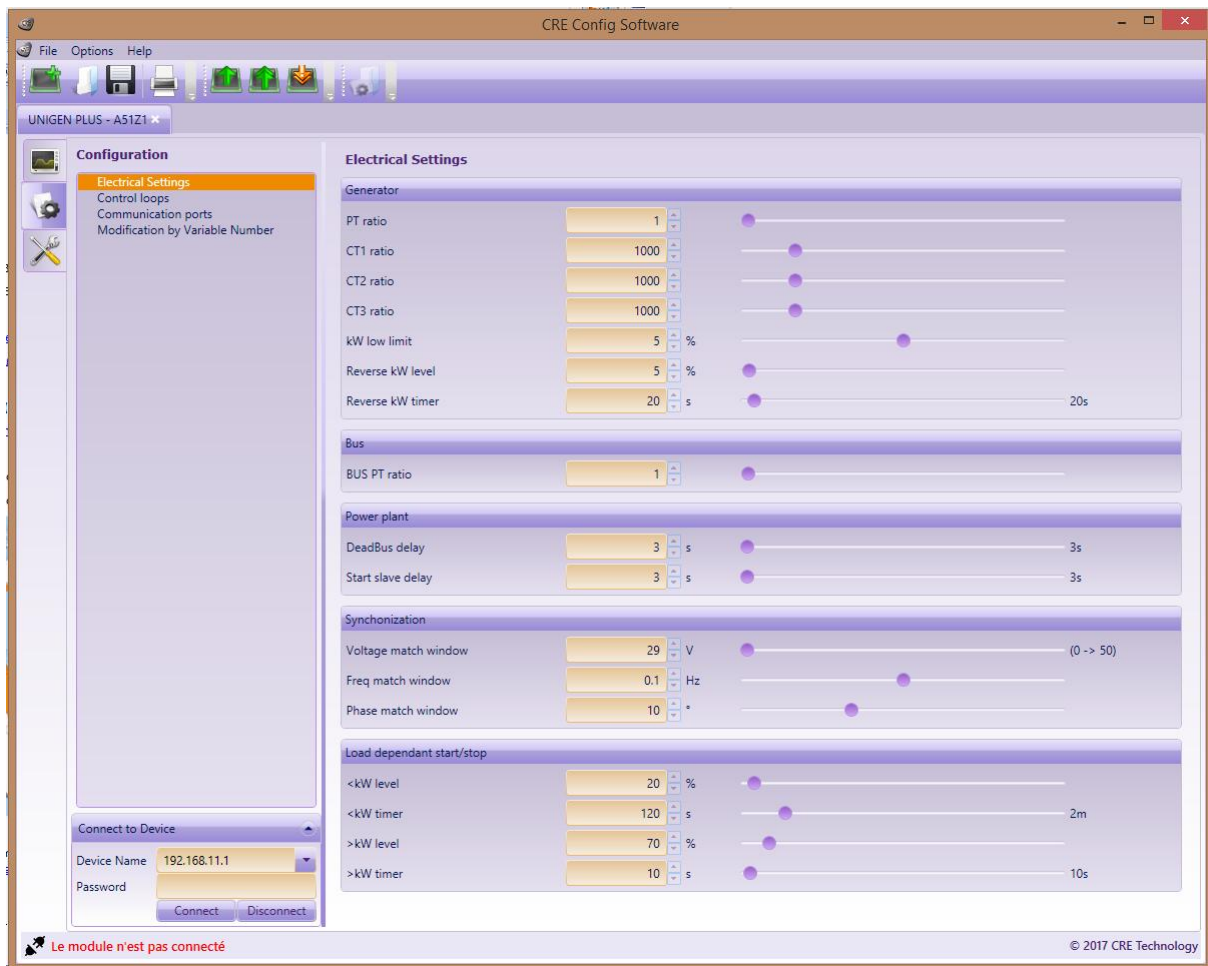 CRE Config Software
File Options Help
UNIGEN PLUS - A51Z1
Configuration
Electrical Settings
Control loops
Communication ports
Modification by Variable Number
Electrical Settings
Generator
PT ratio 1
CT1 ratio 1000
CT2 ratio 1000
CT3 ratio 1000
kW low limit 5 %
Reverse kW level 5 %
Reverse kW timer 20 s 20s
Bus
BUS PT ratio 1
Power plant
DeadBus delay 3 s 3s
Start slave delay 3 s 3s
Synchonization
Voltage match window 29 V (0 -> 50)
Freq match window 0.1 Hz
Phase match window 10 °
Load dependant start/stop
<kW level 20 %
<kW timer 120 s 2m
>kW level 70 %
>kW timer 10 s 10s
Connect to Device
Device Name 192.168.11.1
Password
Connect Disconnect
Le module n'est pas connecté
© 2017 CRE Technology